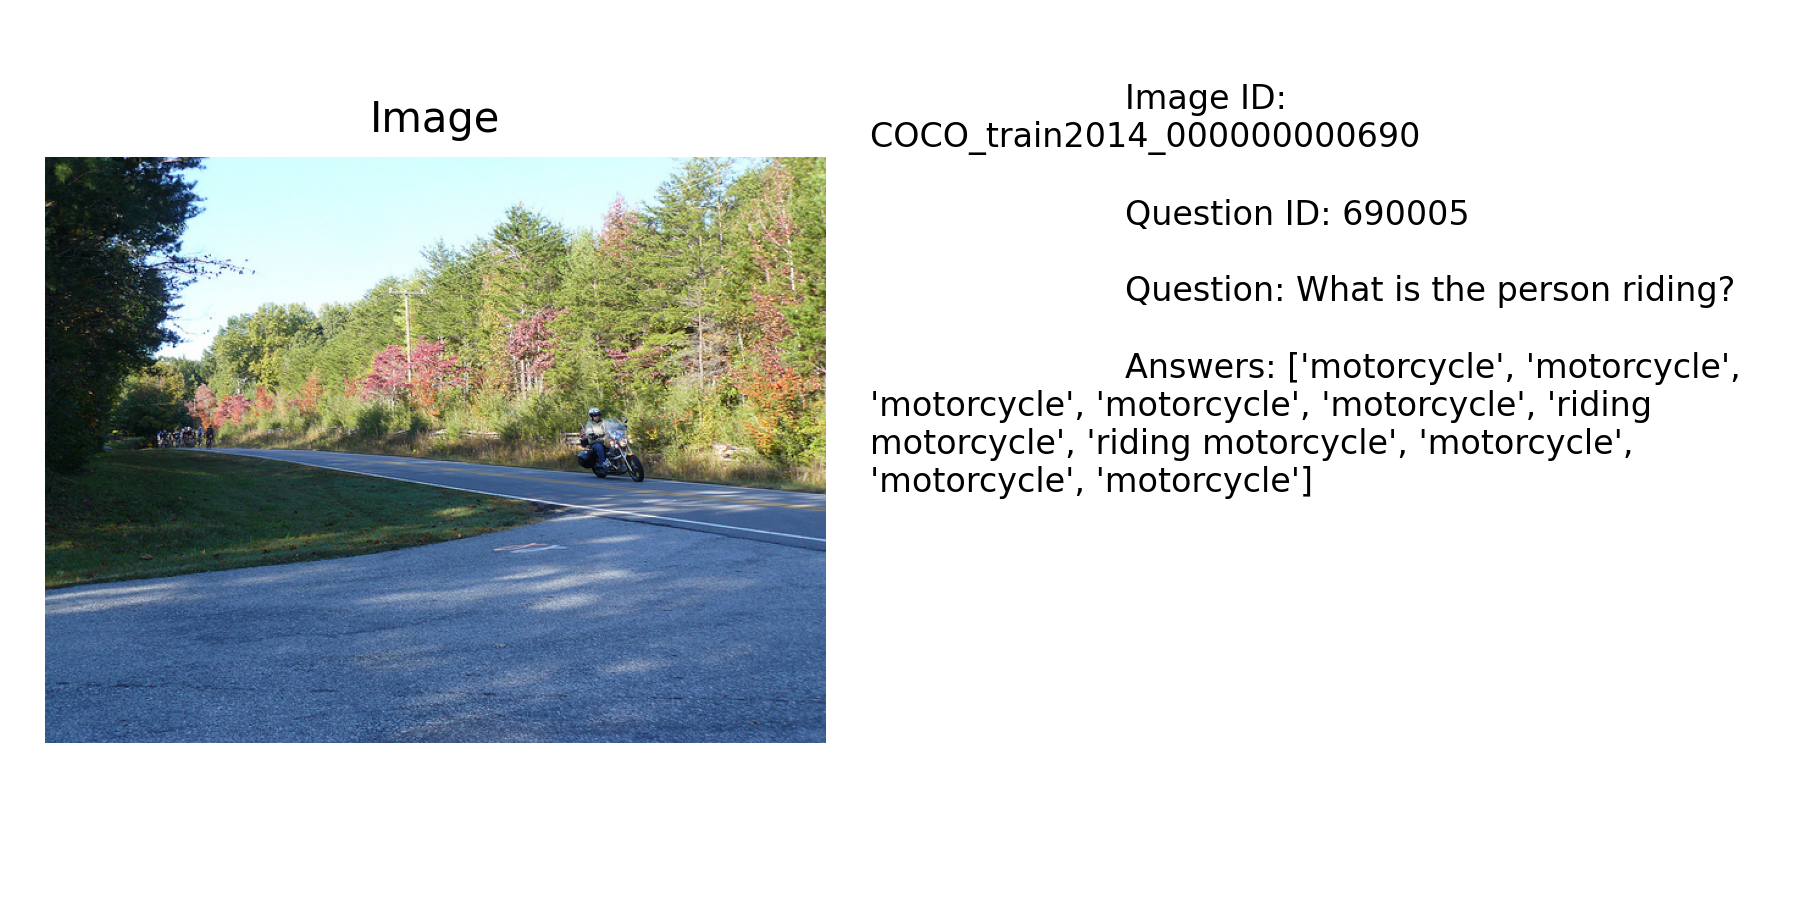 Image
Image ID:
COCO_train2014_000000000690
Question ID: 690005
Question: What is the person riding?
Answers: ['motorcycle', 'motorcycle',
'motorcycle', 'motorcycle', 'motorcycle', 'riding
motorcycle', 'riding motorcycle', 'motorcycle',
'motorcycle', 'motorcycle']